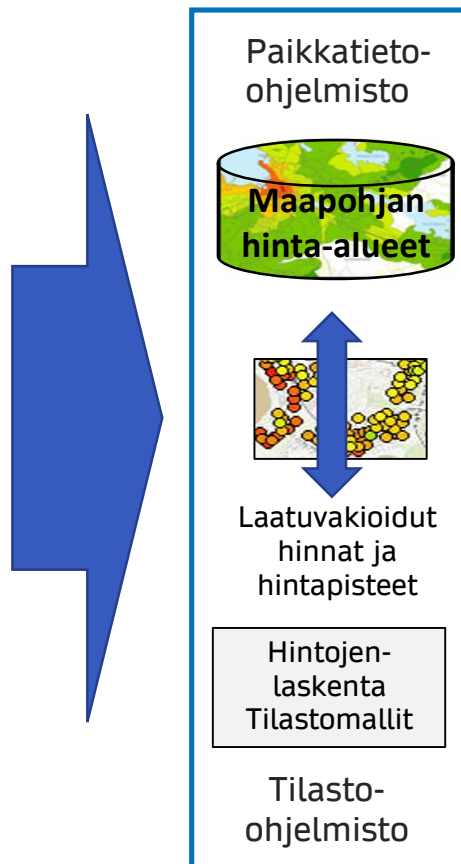 Paikkatieto-
ohjelmisto
Maapohjan
hinta-alueet
Laatuvakioidut
hinnat ja
hintapisteet
Hintojen-
laskenta
Tilastomallit
Tilasto-
ohjelmisto